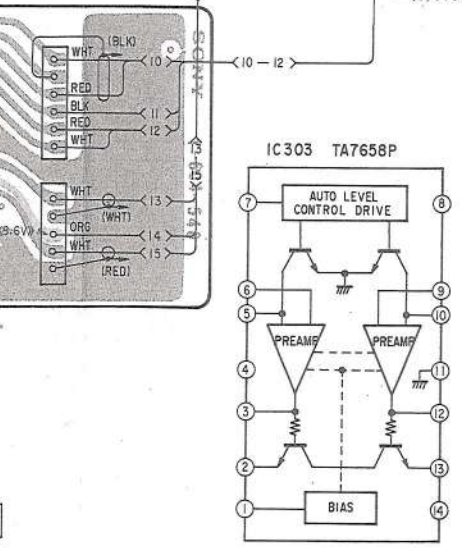 WHT
(BLK)
10
RED
BLK
11
RED
12
WHT
10 — 12
SONY
13
15
WHT
13
(WHT)
ORG
14
WHT
15
(RED)
IC303 TA7658P
7
AUTO LEVEL
CONTROL DRIVE
8
6
9
5
10
PREAMP
PREAMP
4
11
3
12
2
13
1
BIAS
14